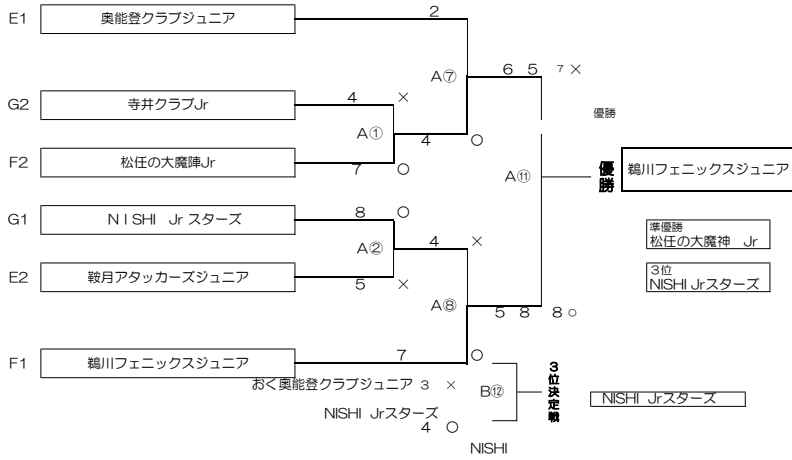 E1 奥能登クラブジュニア 2
A⑦ 6 5 7 ×
G2 寺井クラブJr 4 ×
優勝
A① 4 ○
F2 松任の大魔陣Jr 7 ○
A⑪ 優勝 鵜川フェニックスジュニア
G1 NISHI Jr スターズ 8 ○
準優勝
松任の大魔神 Jr
A② 4 ×
E2 鞍月アタッカーズジュニア 5 ×
3位
NISHI Jrスターズ
A⑧ 5 8 8 ○
F1 鵜川フェニックスジュニア 7 ○
おく奥能登クラブジュニア 3 ×
B⑫ 3位決定戦 NISHI Jrスターズ
NISHI Jrスターズ
4 ○
NISHI